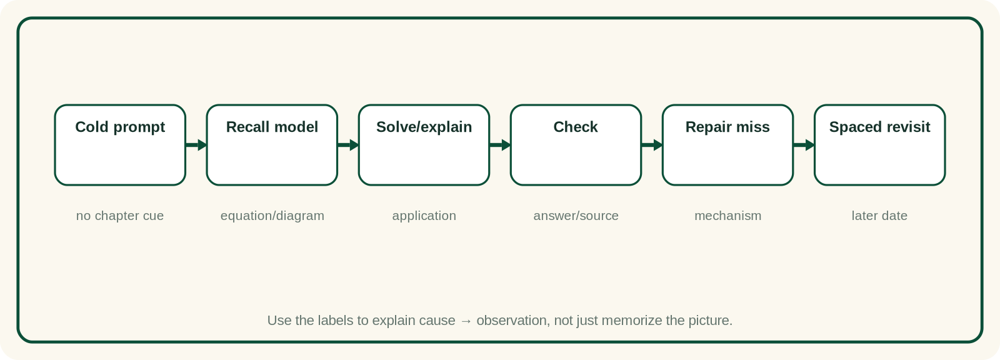 Cold prompt
Recall model
Solve/explain
Check
Repair miss
Spaced revisit
no chapter cue
equation/diagram
application
answer/source
mechanism
later date
Use the labels to explain cause → observation, not just memorize the picture.